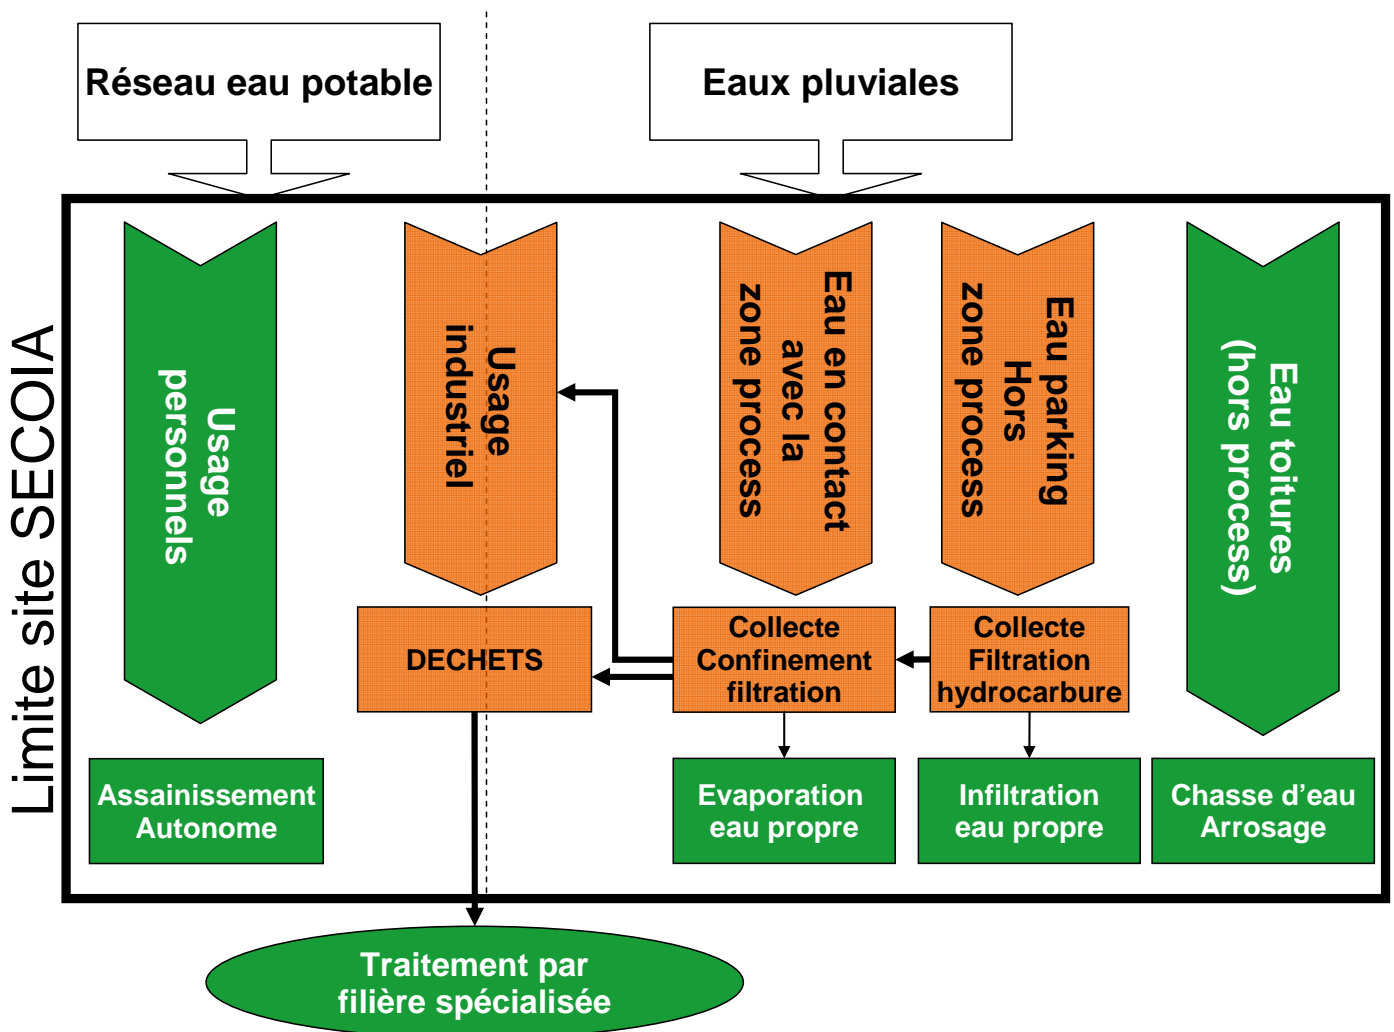 Réseau eau potable
Eaux pluviales
Limite site SECOIA
Usage
personnels
Usage
industriel
Eau en contact
avec la
zone process
Eau parking
Hors
zone process
Eau toitures
(hors process)
DECHETS
Collecte
Confinement
filtration
Collecte
Filtration
hydrocarbure
Assainissement
Autonome
Evaporation
eau propre
Infiltration
eau propre
Chasse d’eau
Arrosage
Traitement par
filière spécialisée